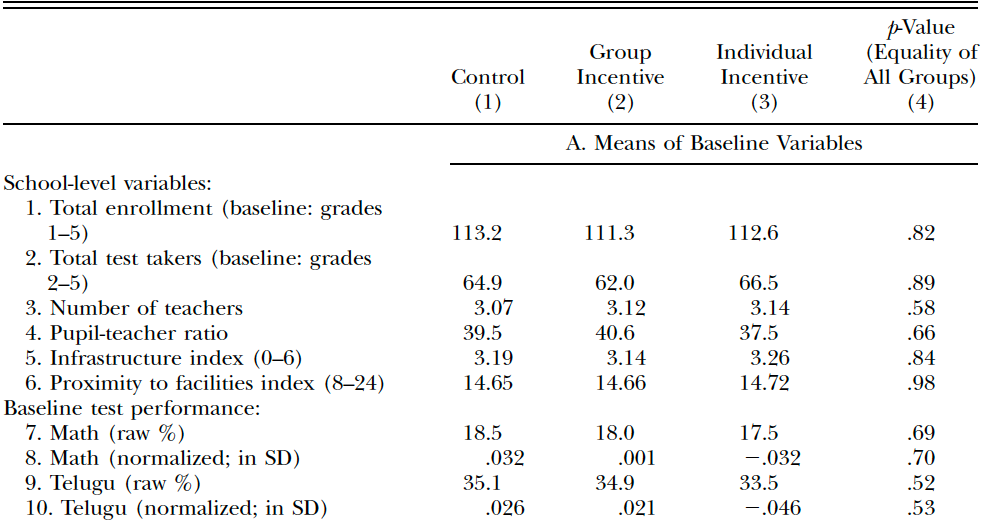 p-Value
Group Individual (Equality of
Control Incentive Incentive All Groups)
(1) (2) (3) (4)
A. Means of Baseline Variables
School-level variables:
1. Total enrollment (baseline: grades
1–5) 113.2 111.3 112.6 .82
2. Total test takers (baseline: grades
2–5) 64.9 62.0 66.5 .89
3. Number of teachers 3.07 3.12 3.14 .58
4. Pupil-teacher ratio 39.5 40.6 37.5 .66
5. Infrastructure index (0–6) 3.19 3.14 3.26 .84
6. Proximity to facilities index (8–24) 14.65 14.66 14.72 .98
Baseline test performance:
7. Math (raw %) 18.5 18.0 17.5 .69
8. Math (normalized; in SD) .032 .001 −.032 .70
9. Telugu (raw %) 35.1 34.9 33.5 .52
10. Telugu (normalized; in SD) .026 .021 −.046 .53